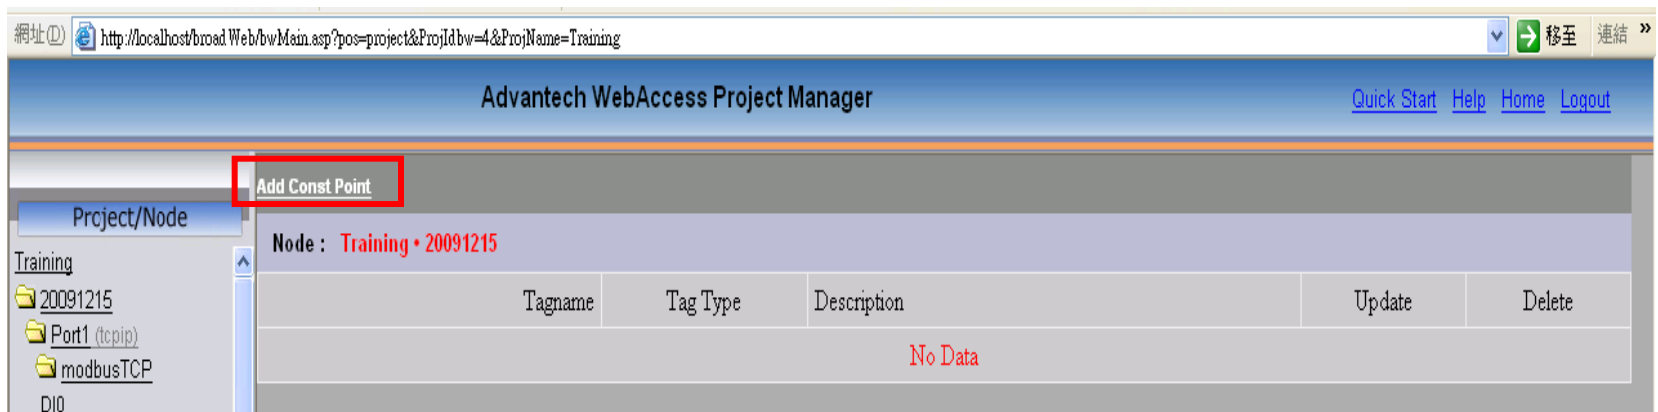 網址(D) http://localhost/broadWeb/bwMain.asp?pos=project&ProjIdbw=4&ProjName=Training 移至 連結 »
Advantech WebAccess Project Manager Quick Start Help Home Logout
Add Const Point
Project/Node
Node : Training • 20091215
Training
20091215
Port1 (tcpip)
modbusTCP
DI0
Tagname Tag Type Description Update Delete
No Data